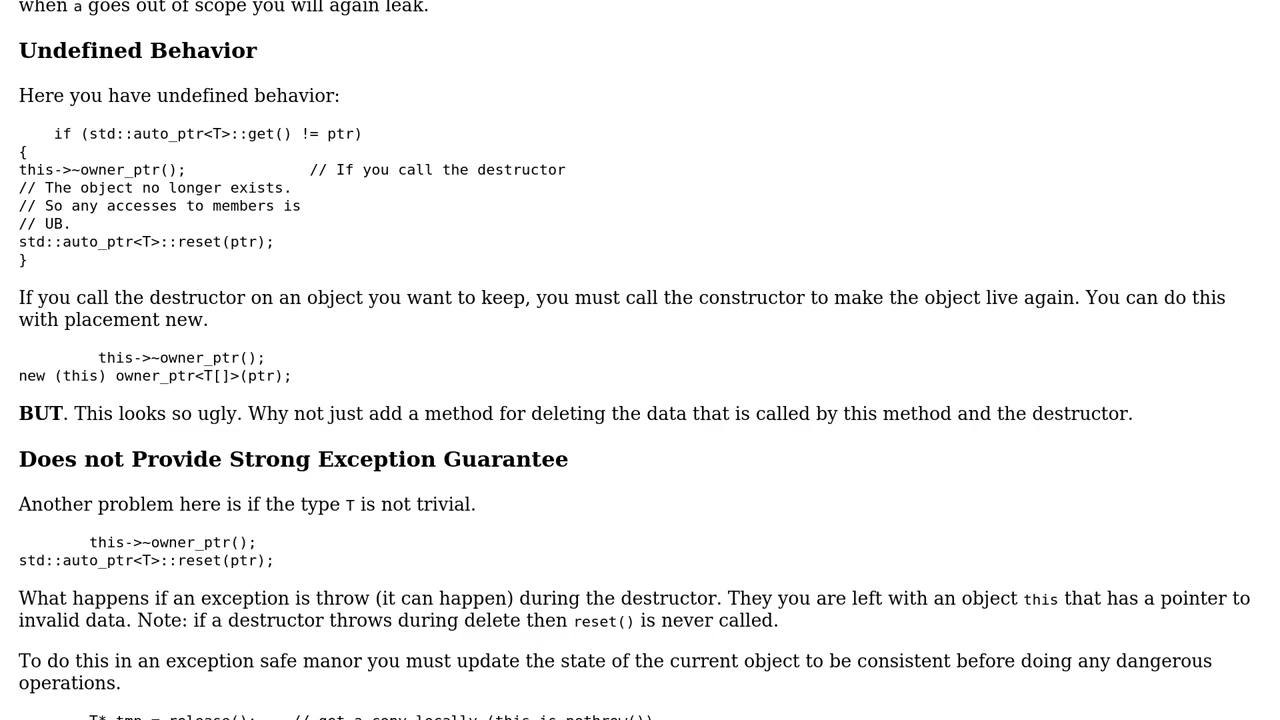 when a goes out of scope you will again leak.
Undefined Behavior
Here you have undefined behavior:
if (std::auto_ptr<T>::get() != ptr)
{
this->~owner_ptr();              // If you call the destructor
// The object no longer exists.
// So any accesses to members is
// UB.
std::auto_ptr<T>::reset(ptr);
}
If you call the destructor on an object you want to keep, you must call the constructor to make the object live again. You can do this
with placement new.
this->~owner_ptr();
new (this) owner_ptr<T[]>(ptr);
BUT. This looks so ugly. Why not just add a method for deleting the data that is called by this method and the destructor.
Does not Provide Strong Exception Guarantee
Another problem here is if the type T is not trivial.
this->~owner_ptr();
std::auto_ptr<T>::reset(ptr);
What happens if an exception is throw (it can happen) during the destructor. They you are left with an object this that has a pointer to
invalid data. Note: if a destructor throws during delete then reset() is never called.
To do this in an exception safe manor you must update the state of the current object to be consistent before doing any dangerous
operations.
T* tmp = release();    // get a copy locally (this is nothrow())